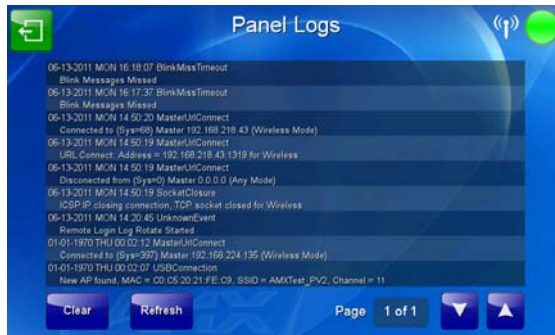 Panel Logs
06-13-2011 MON 16:18:07 BlinkMissTimeout
Blink Messages Missed
06-13-2011 MON 16:17:37 BlinkMissTimeout
Blink Messages Missed
06-13-2011 MON 14:50:20 MasterUrlConnect
Connected to (Sys=68) Master 192.168.218.43 (Wireless Mode)
06-13-2011 MON 14:50:19 MasterUrlConnect
URL Connect: Address = 192.168.218.43:1319 for Wireless
06-13-2011 MON 14:50:19 MasterUrlConnect
Disconected from (Sys=0) Master 0.0.0.0 (Any Mode)
06-13-2011 MON 14:50:19 SocketClosure
ICSP IP closing connection, TCP socket closed for Wireless
06-13-2011 MON 14:20:45 UnknownEvent
Remote Login Log Rotate Started
01-01-1970 THU 00:02:12 MasterUrlConnect
Connected to (Sys=397) Master 192.168.224.135 (Wireless Mode)
01-01-1970 THU 00:02:07 USBConnection
New AP found, MAC = C0:C5:20:21:FE:C9, SSID = AMXTest_PV2, Channel = 11
Clear Refresh Page 1 of 1